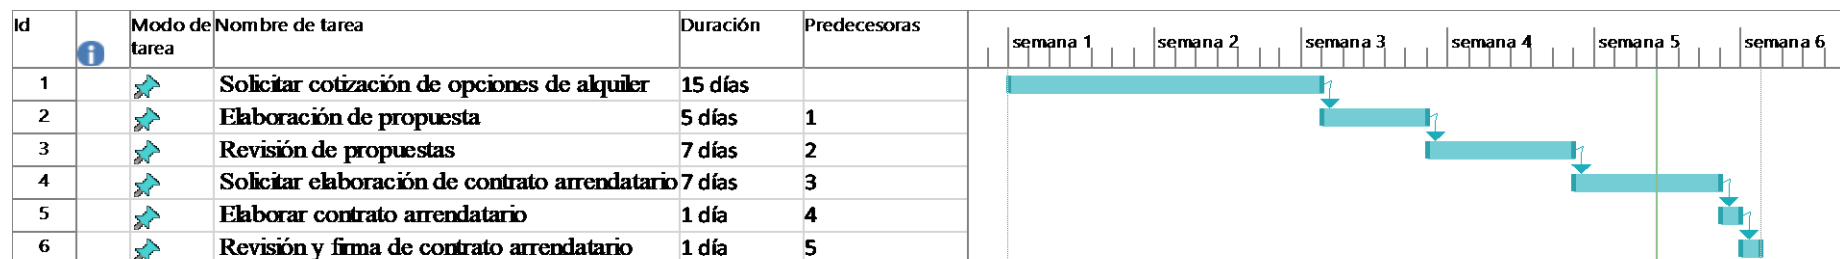 Id Modo de tarea Nombre de tarea Duración Predecesoras semana 1 semana 2 semana 3 semana 4 semana 5 semana 6
1 Solicitar cotización de opciones de alquiler 15 días
2 Elaboración de propuesta 5 días 1
3 Revisión de propuestas 7 días 2
4 Solicitar elaboración de contrato arrendatario 7 días 3
5 Elaborar contrato arrendatario 1 día 4
6 Revisión y firma de contrato arrendatario 1 día 5